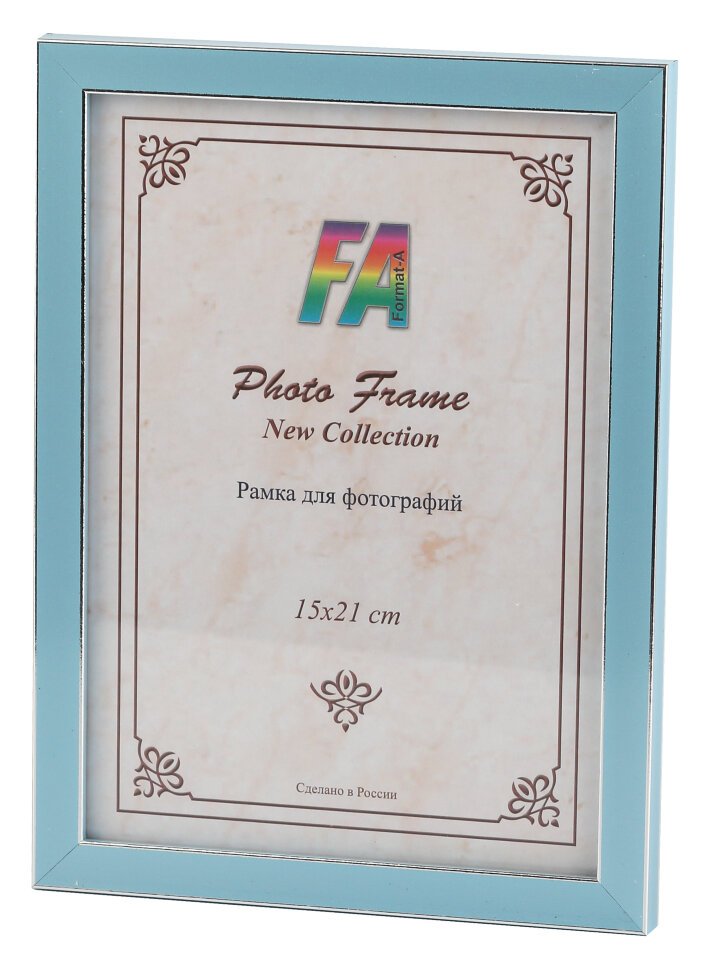 FA
Format-A
Photo Frame
New Collection
Рамка для фотографий
15x21 cm
Сделано в России